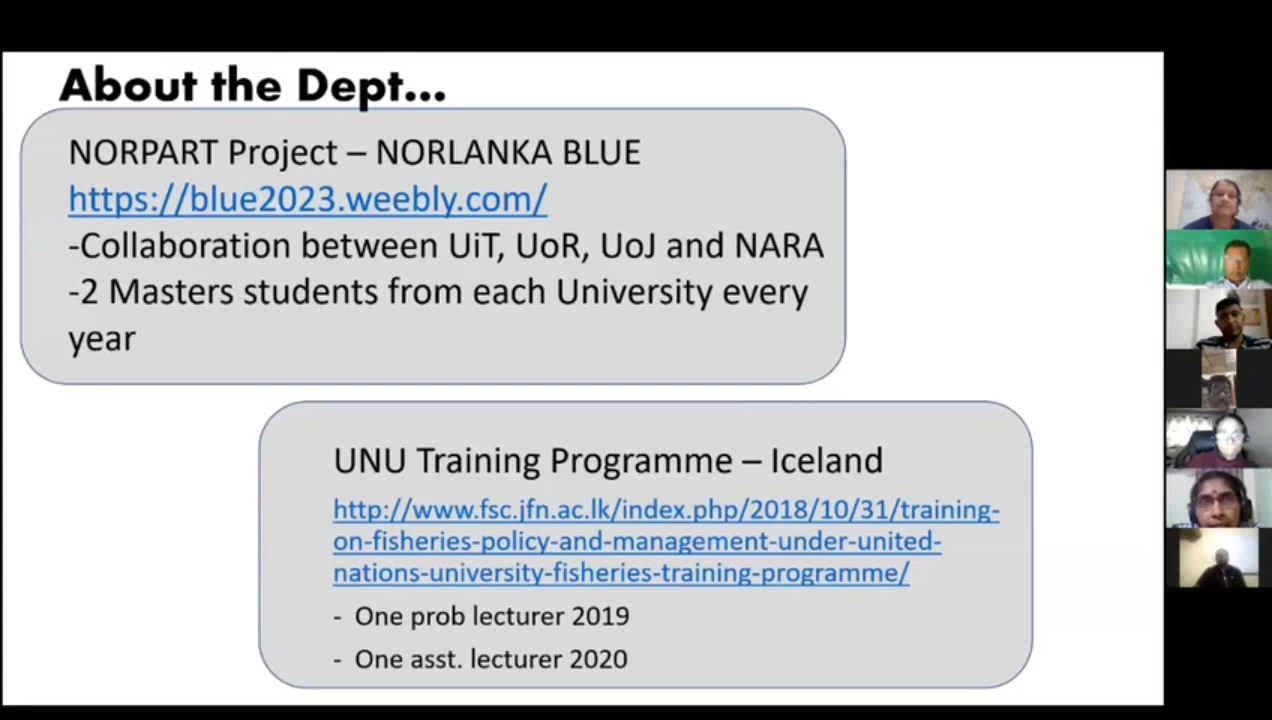 About the Dept...
NORPART Project – NORLANKA BLUE
https://blue2023.weebly.com/
-Collaboration between UiT, UoR, UoJ and NARA
-2 Masters students from each University every
year
UNU Training Programme – Iceland
http://www.fsc.jfn.ac.lk/index.php/2018/10/31/training-
on-fisheries-policy-and-management-under-united-
nations-university-fisheries-training-programme/
- One prob lecturer 2019
- One asst. lecturer 2020